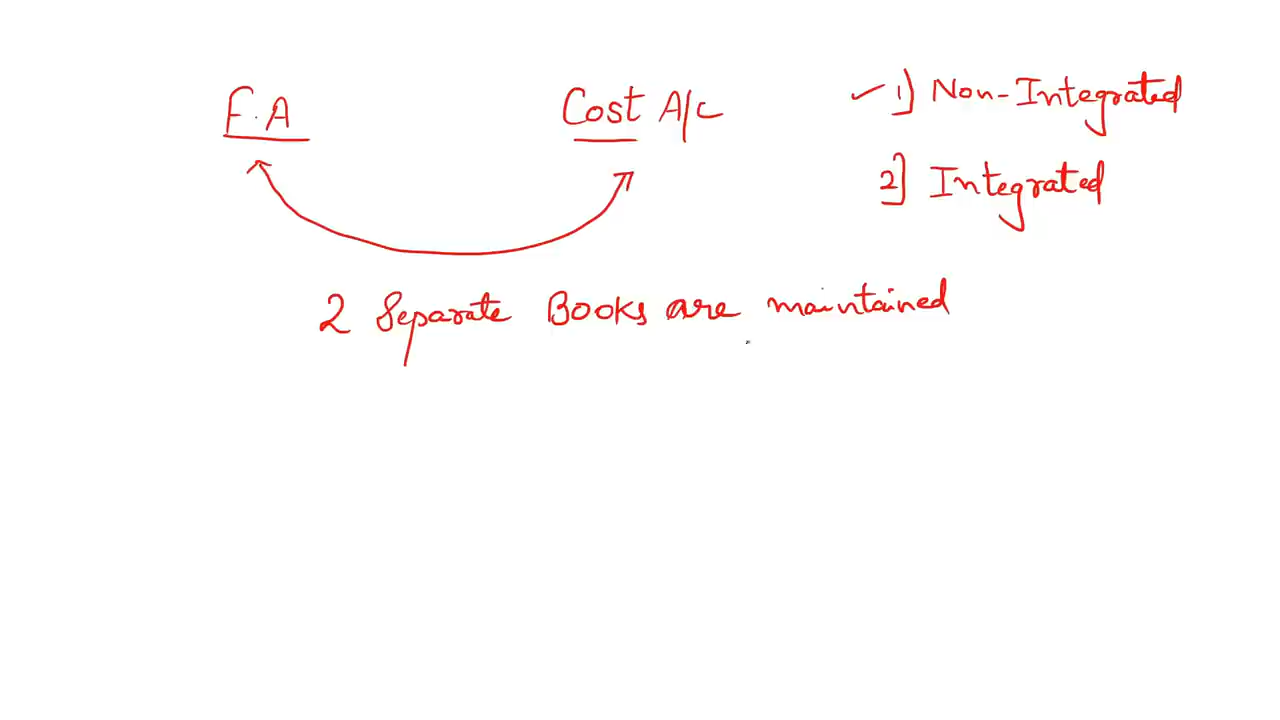 F.A
Cost A/c
1] Non-Integrated
2] Integrated
2 Separate Books are maintained